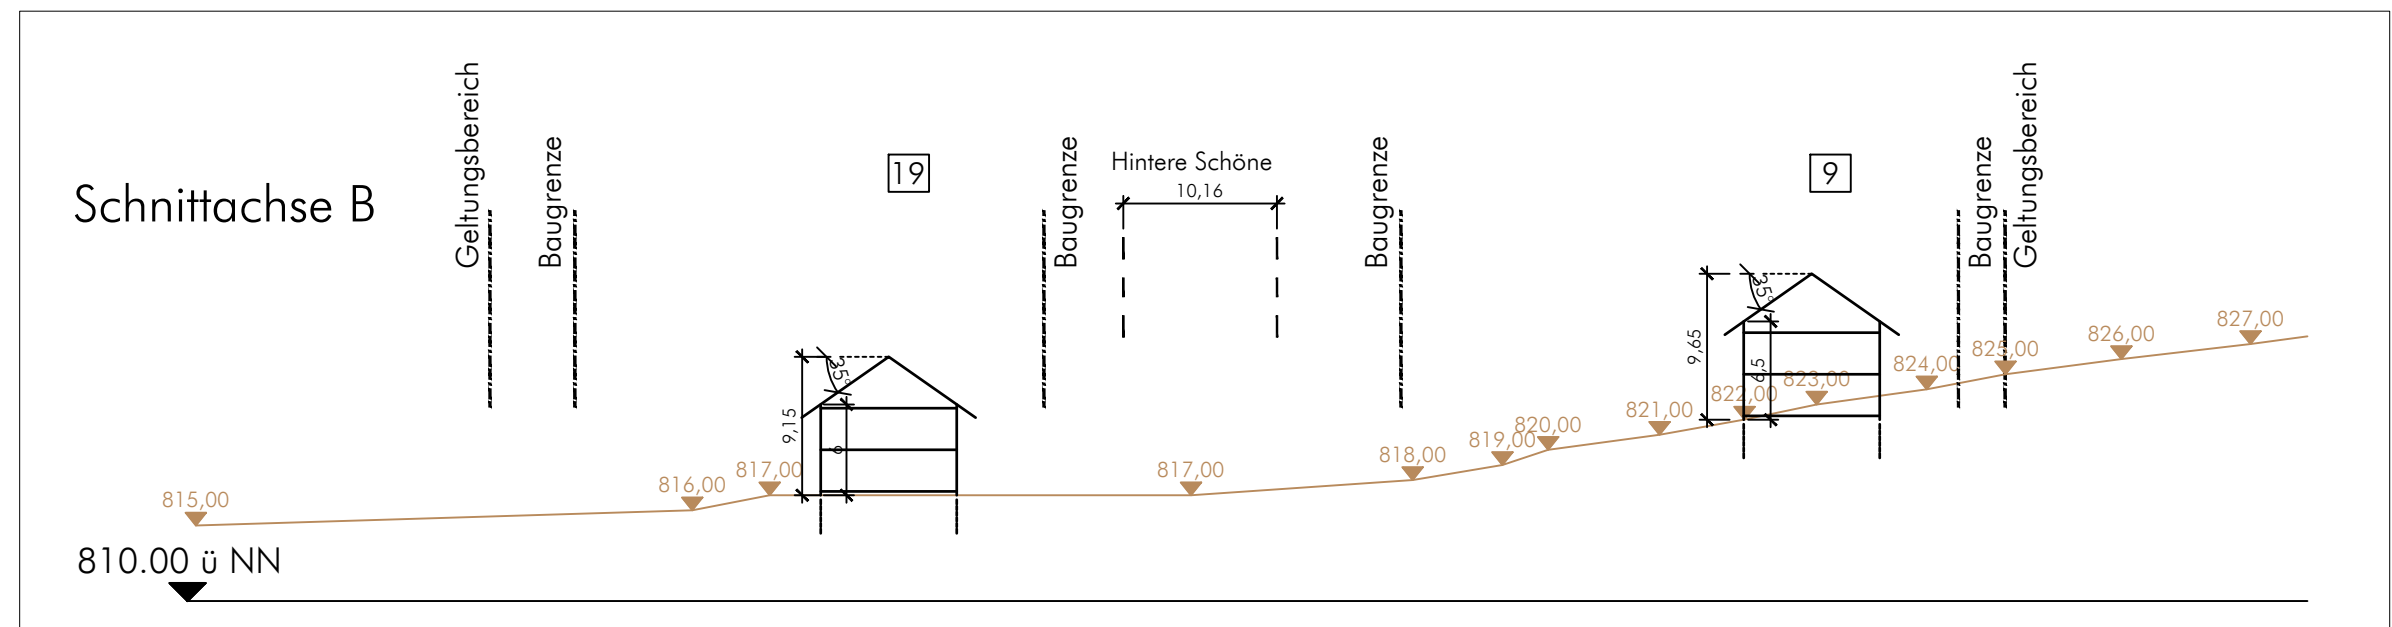 Schnittachse B
Geltungsbereich
Baugrenze
19
Baugrenze
Hintere Schöne
10,16
Baugrenze
9
Baugrenze
Geltungsbereich
35°
9,15
6
35°
9,65
6,5
815,00
816,00
817,00
817,00
818,00
819,00
820,00
821,00
822,00
823,00
824,00
825,00
826,00
827,00
810.00 ü NN